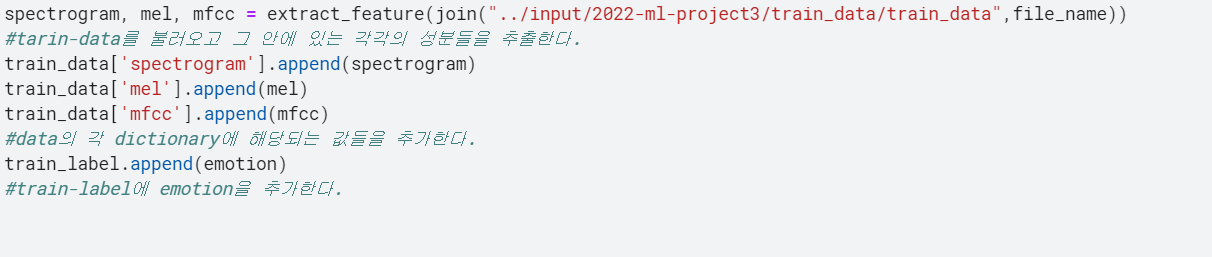 spectrogram, mel, mfcc = extract_feature(join("../input/2022-ml-project3/train_data/train_data",file_name))
#tarin-data를 불러오고 그 안에 있는 각각의 성분들을 추출한다.
train_data['spectrogram'].append(spectrogram)
train_data['mel'].append(mel)
train_data['mfcc'].append(mfcc)
#data의 각 dictionary에 해당되는 값들을 추가한다.
train_label.append(emotion)
#train-label에 emotion을 추가한다.